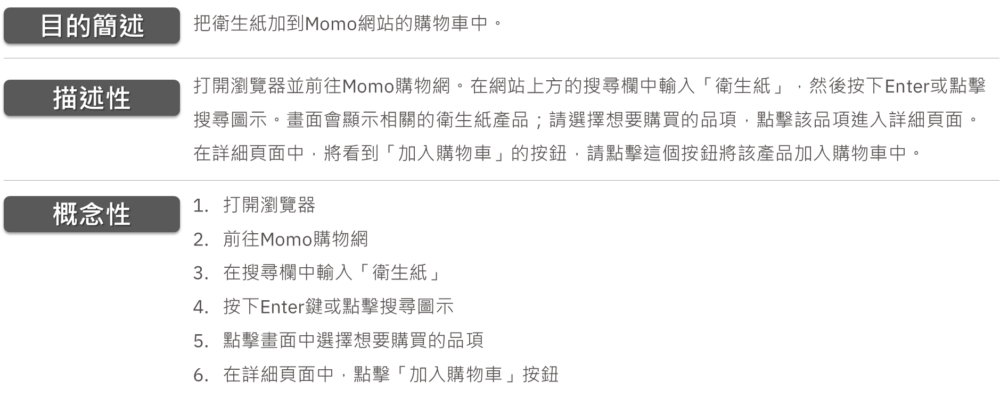 目的簡述
把衛生紙加到Momo網站的購物車中。
描述性
打開瀏覽器並前往Momo購物網。在網站上方的搜尋欄中輸入「衛生紙」，然後按下Enter或點擊
搜尋圖示。畫面會顯示相關的衛生紙產品；請選擇想要購買的品項，點擊該品項進入詳細頁面。
在詳細頁面中，將看到「加入購物車」的按鈕，請點擊這個按鈕將該產品加入購物車中。
概念性
1. 打開瀏覽器
2. 前往Momo購物網
3. 在搜尋欄中輸入「衛生紙」
4. 按下Enter鍵或點擊搜尋圖示
5. 點擊畫面中選擇想要購買的品項
6. 在詳細頁面中，點擊「加入購物車」按鈕